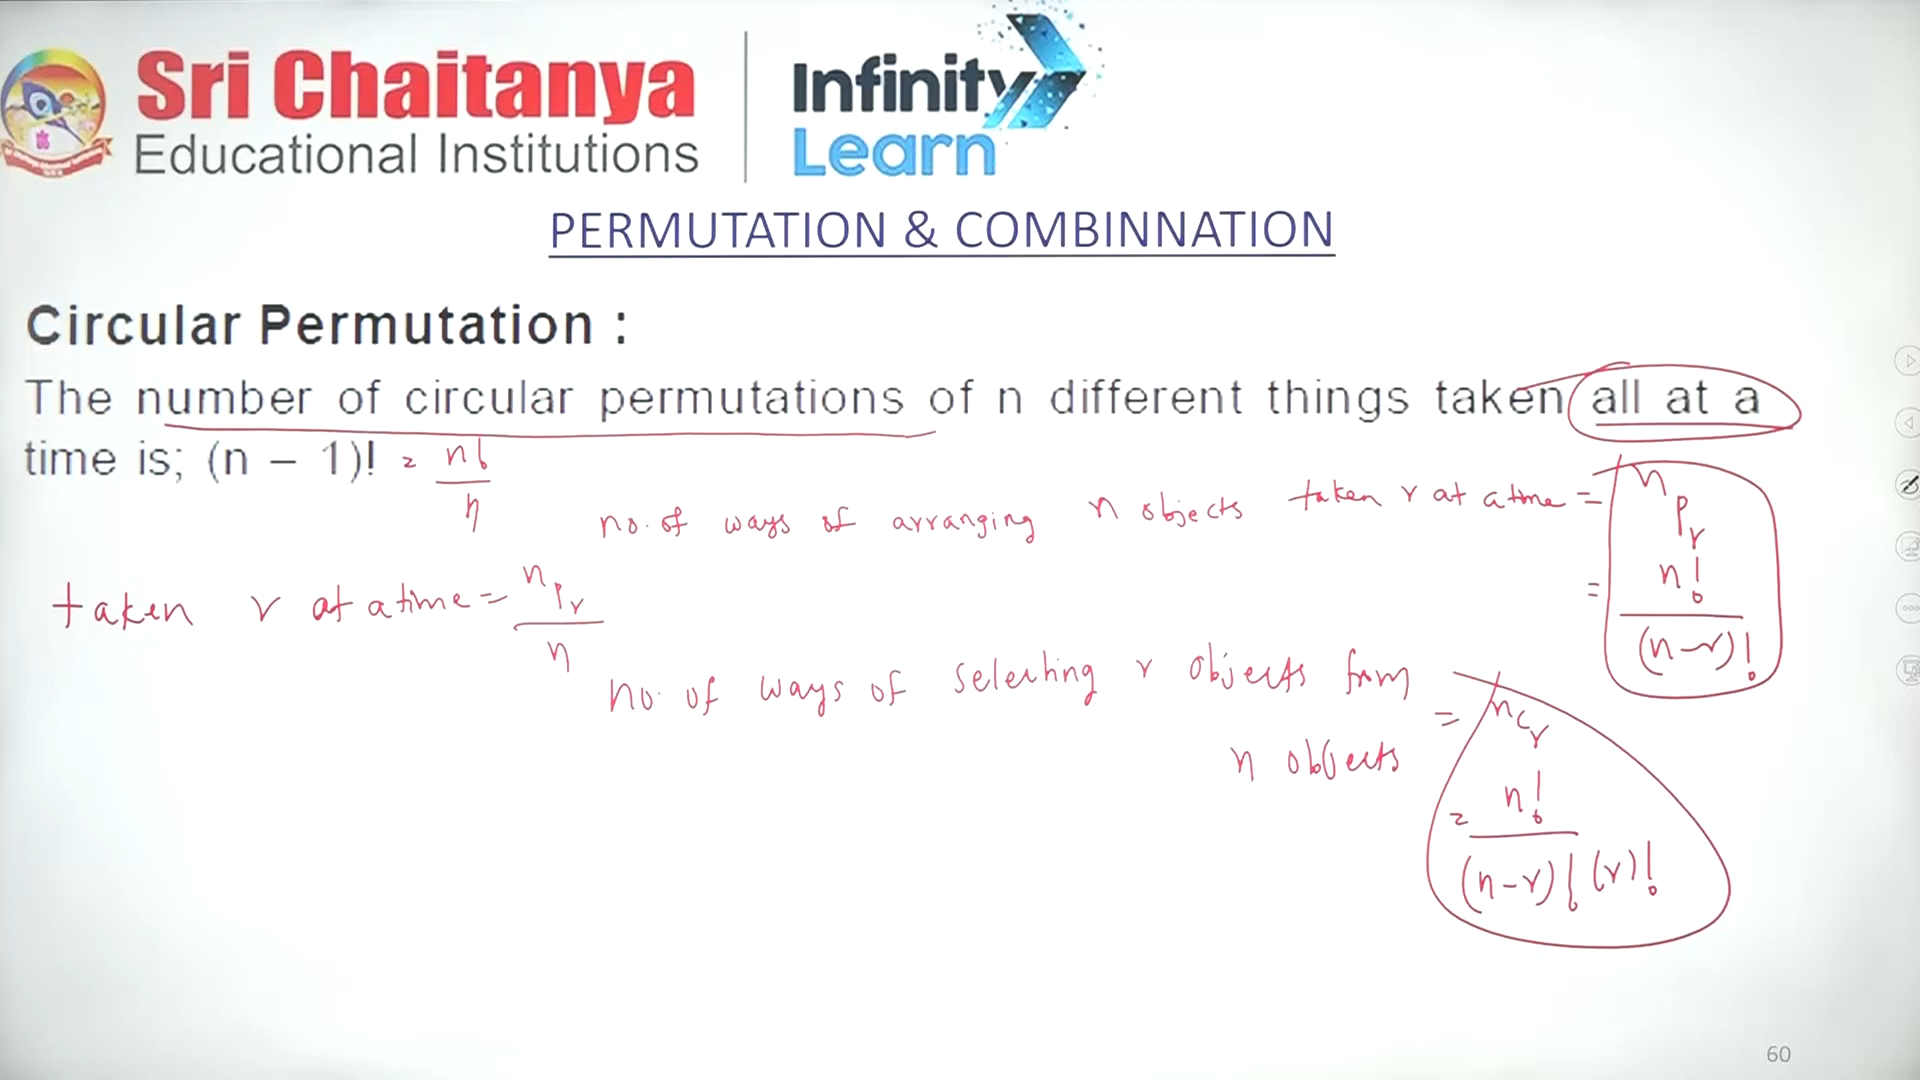 Sri Chaitanya
Educational Institutions
Infinity
Learn
PERMUTATION & COMBINNATION
Circular Permutation :
The number of circular permutations of n different things taken all at a
time is; (n – 1)! = n!/n
no. of ways of arranging n objects taken r at a time = nPr
= n!/(n-r)!
taken r at a time = nPr/n
no. of ways of selecting r objects from
n objects = nCr
= n!/(n-r)! (r)!
60